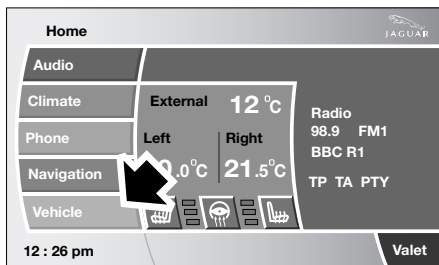 Home
JAGUAR
Audio
Climate
Phone
Navigation
Vehicle
External 12 °C
Left Right
.0°C 21.5°C
Radio
98.9 FM1
BBC R1
TP TA PTY
12 : 26 pm
Valet